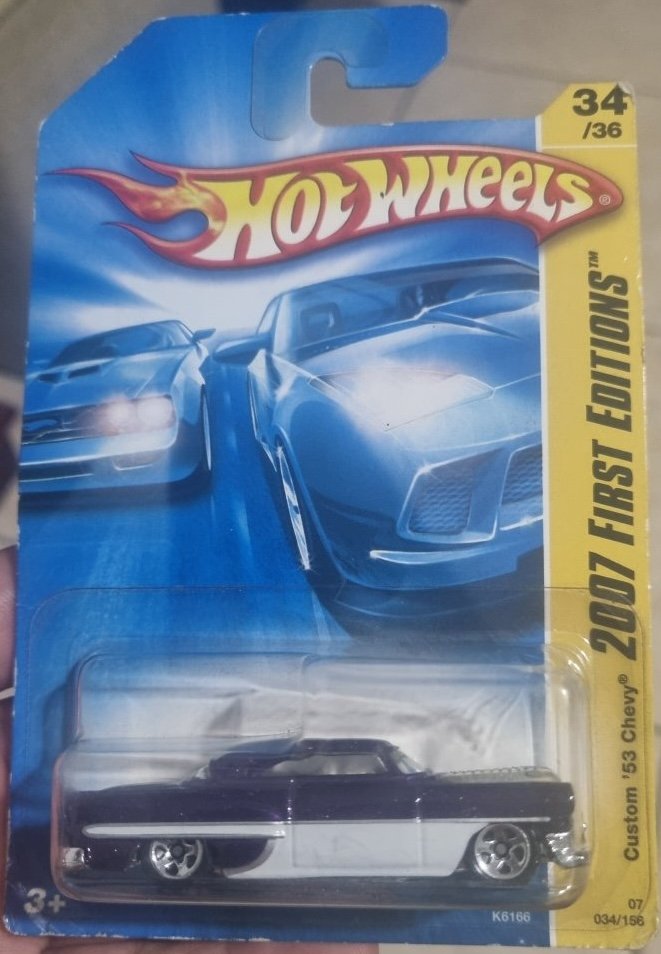 34
/36
HOT WHEELS®
2007 FIRST EDITIONS™
Custom '53 Chevy®
3+
K6166
07
034/156